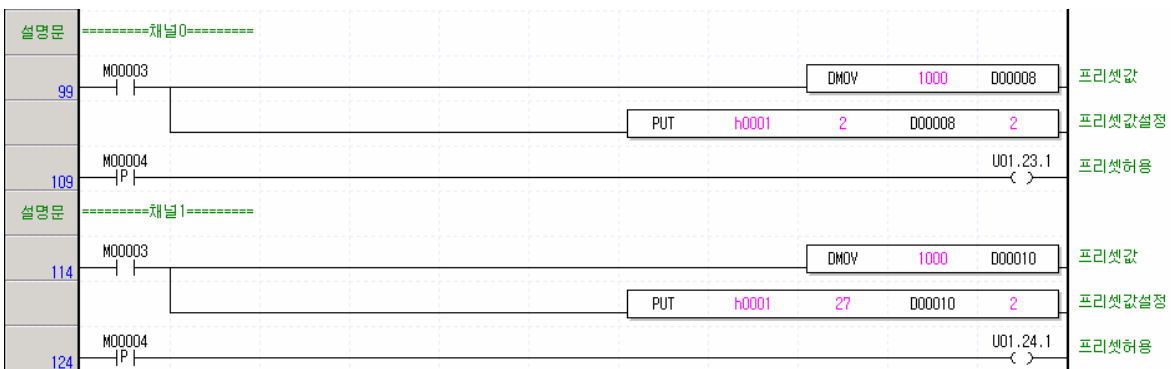 설명문 =========채널0=========
M00003
99 DMOV 1000 D00008 프리셋값
PUT h0001 2 D00008 2 프리셋값설정
M00004 U01.23.1
109 P 프리셋허용
설명문 =========채널1=========
M00003
114 DMOV 1000 D00010 프리셋값
PUT h0001 27 D00010 2 프리셋값설정
M00004 U01.24.1
124 P 프리셋허용